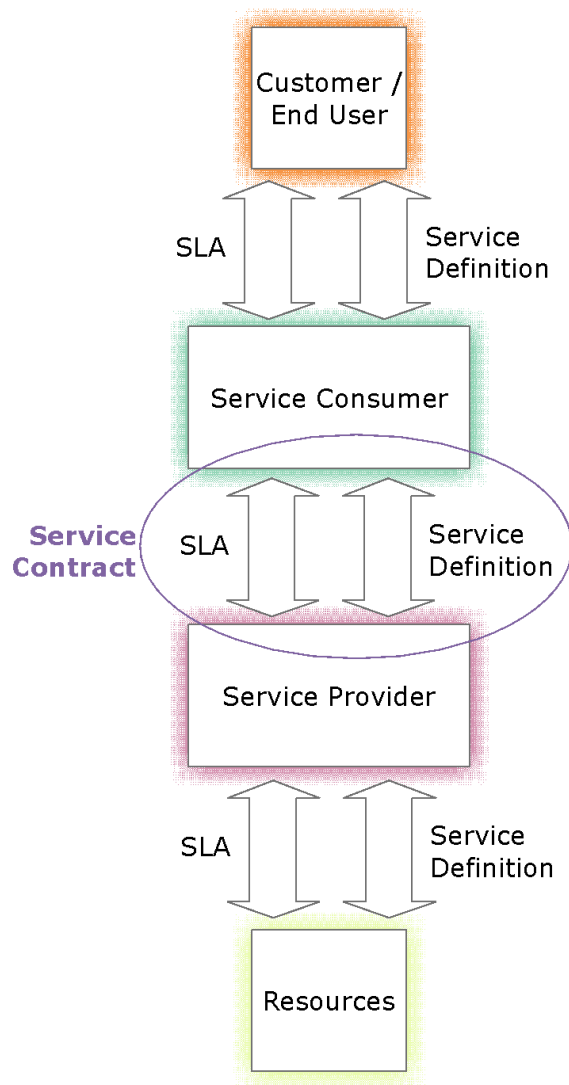 Customer /
End User
SLA
Service
Definition
Service Consumer
Service
Contract
SLA
Service
Definition
Service Provider
SLA
Service
Definition
Resources